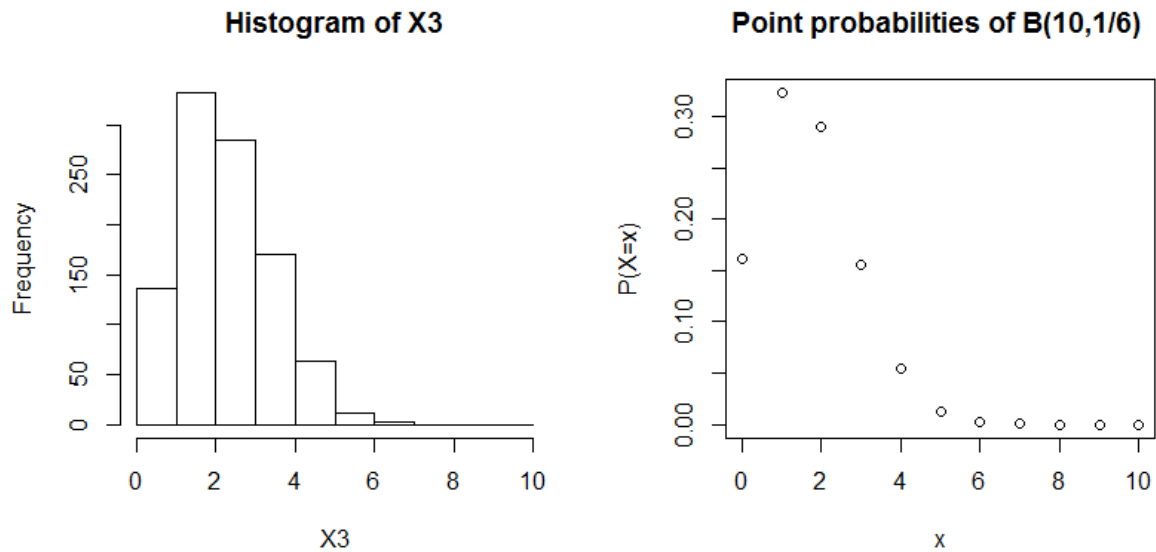 Histogram of X3
Frequency
250
150
50
0
0 2 4 6 8 10
X3
Point probabilities of B(10,1/6)
P(X=x)
0.30
0.20
0.10
0.00
0 2 4 6 8 10
x